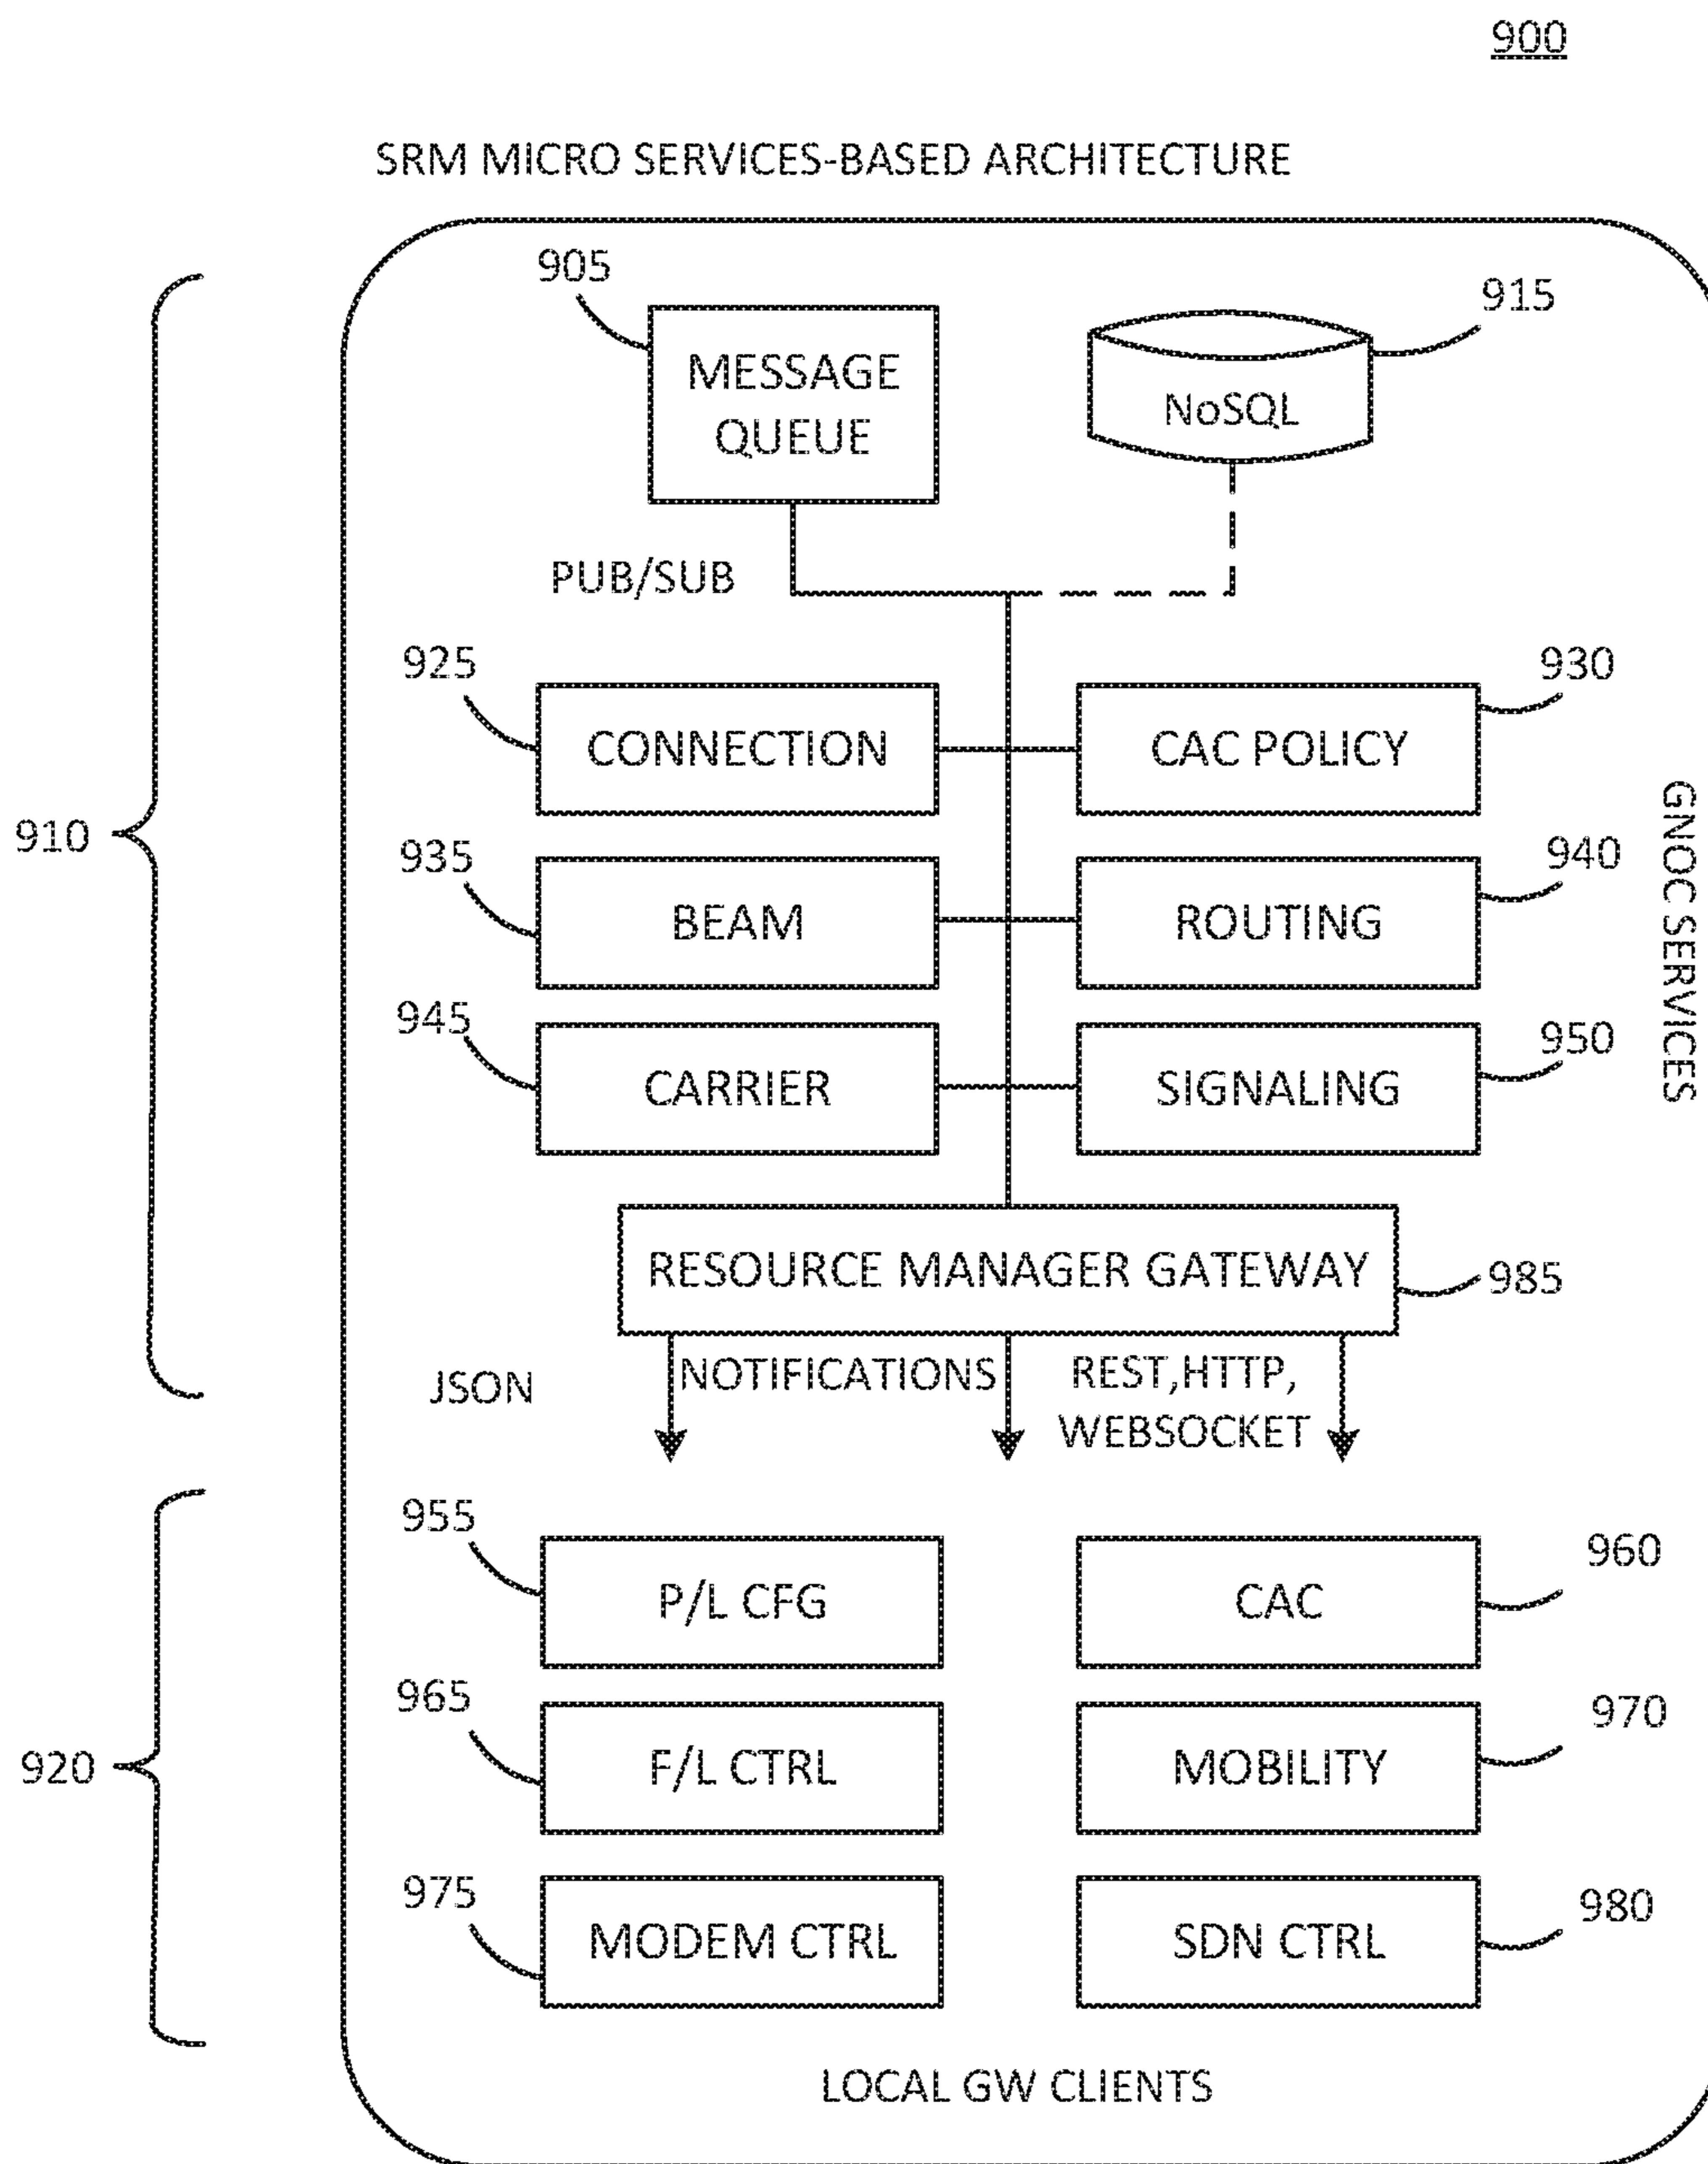 900
SRM MICRO SERVICES-BASED ARCHITECTURE
905
915
MESSAGE
QUEUE
NoSQL
PUB/SUB
925
930
CONNECTION
CAC POLICY
910
935
940
BEAM
ROUTING
GNOC SERVICES
945
950
CARRIER
SIGNALING
RESOURCE MANAGER GATEWAY
985
JSON
NOTIFICATIONS
REST,HTTP,
WEBSOCKET
955
960
P/L CFG
CAC
965
970
920
F/L CTRL
MOBILITY
975
980
MODEM CTRL
SDN CTRL
LOCAL GW CLIENTS